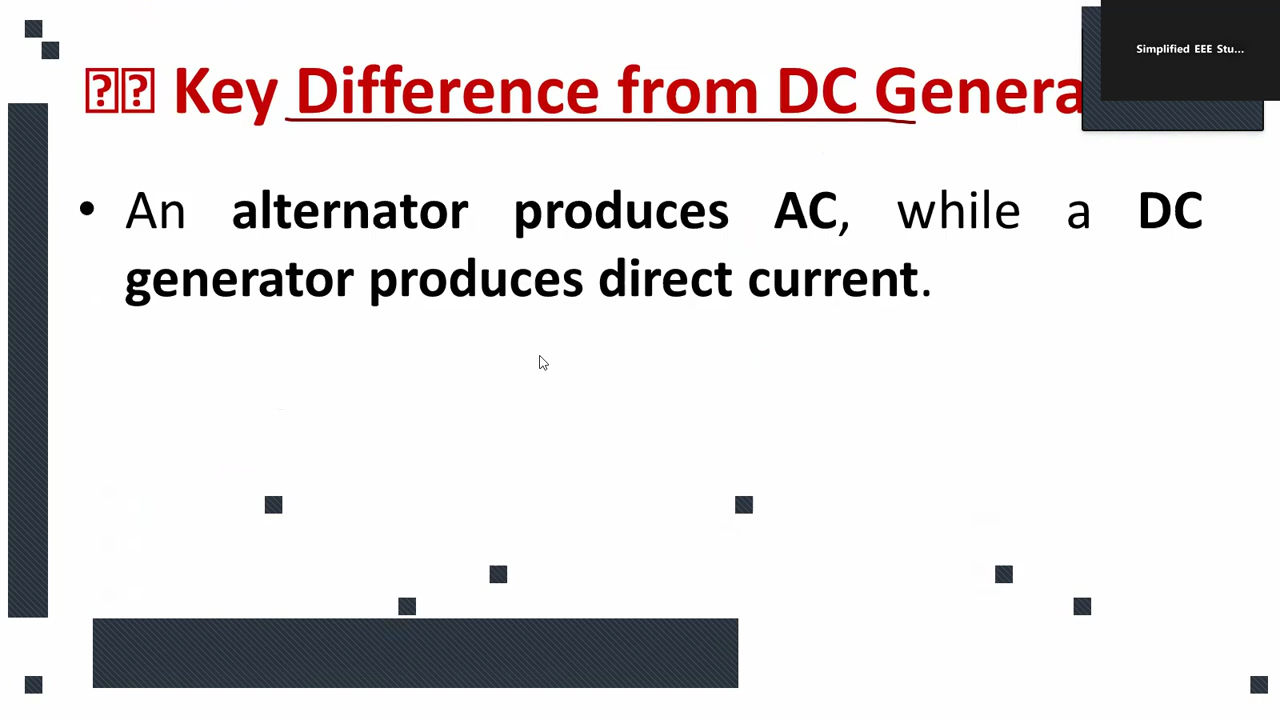 Key Difference from DC Genera
Simplified EEE Stu...
• An alternator produces AC, while a DC
generator produces direct current.